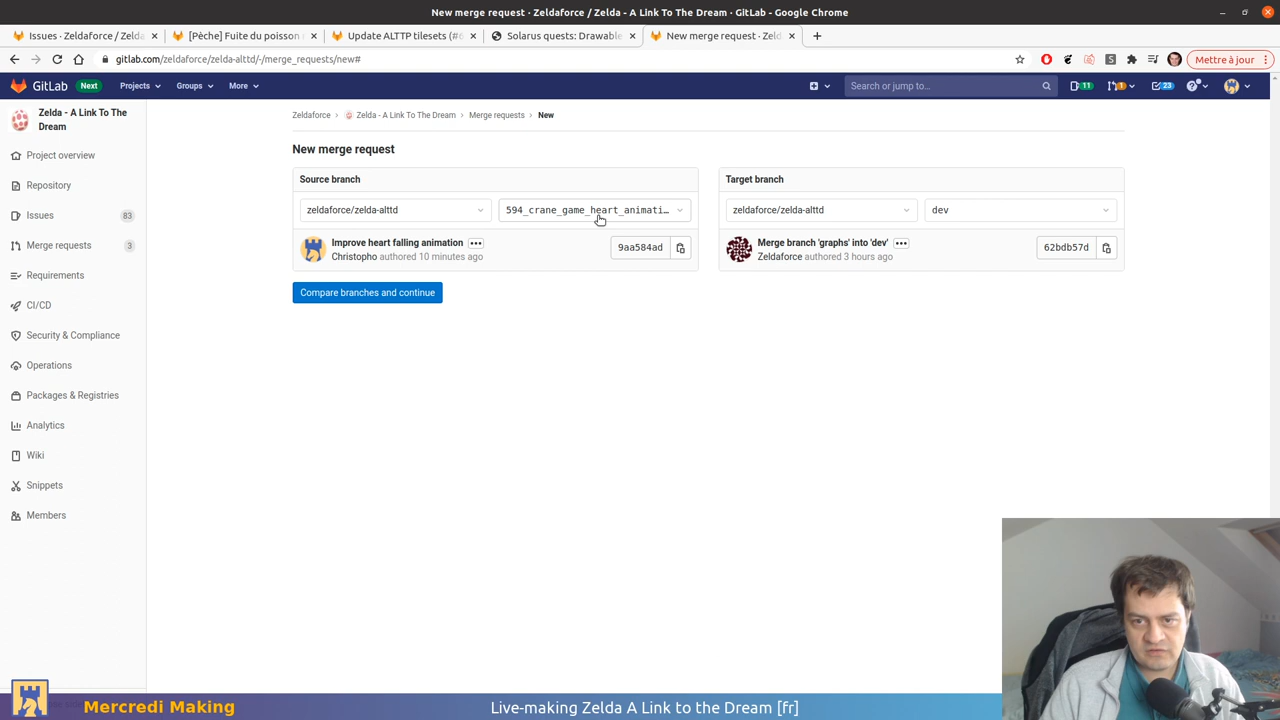 New merge request · Zeldaforce / Zelda - A Link To The Dream · GitLab - Google Chrome
Issues · Zeldaforce / Zelda
[Pêche] Fuite du poisson
Update ALTTP tilesets (#6
Solarus quests: Drawable
New merge request · Zeld
gitlab.com/zeldaforce/zelda-alttd/-/merge_requests/new#
Mettre à jour
GitLab Next Projects Groups More
Search or jump to...
11 1 23
Zelda - A Link To The Dream
Project overview
Repository
Issues 83
Merge requests 3
Requirements
CI/CD
Security & Compliance
Operations
Packages & Registries
Analytics
Wiki
Snippets
Members
Zeldaforce Zelda - A Link To The Dream Merge requests New
New merge request
Source branch
zeldaforce/zelda-alttd 594_crane_game_heart_animati…
Improve heart falling animation
Christopho authored 10 minutes ago
9aa584ad
Target branch
zeldaforce/zelda-alttd dev
Merge branch 'graphs' into 'dev'
Zeldaforce authored 3 hours ago
62bdb57d
Compare branches and continue
Mercredi Making
Live-making Zelda A Link to the Dream [fr]